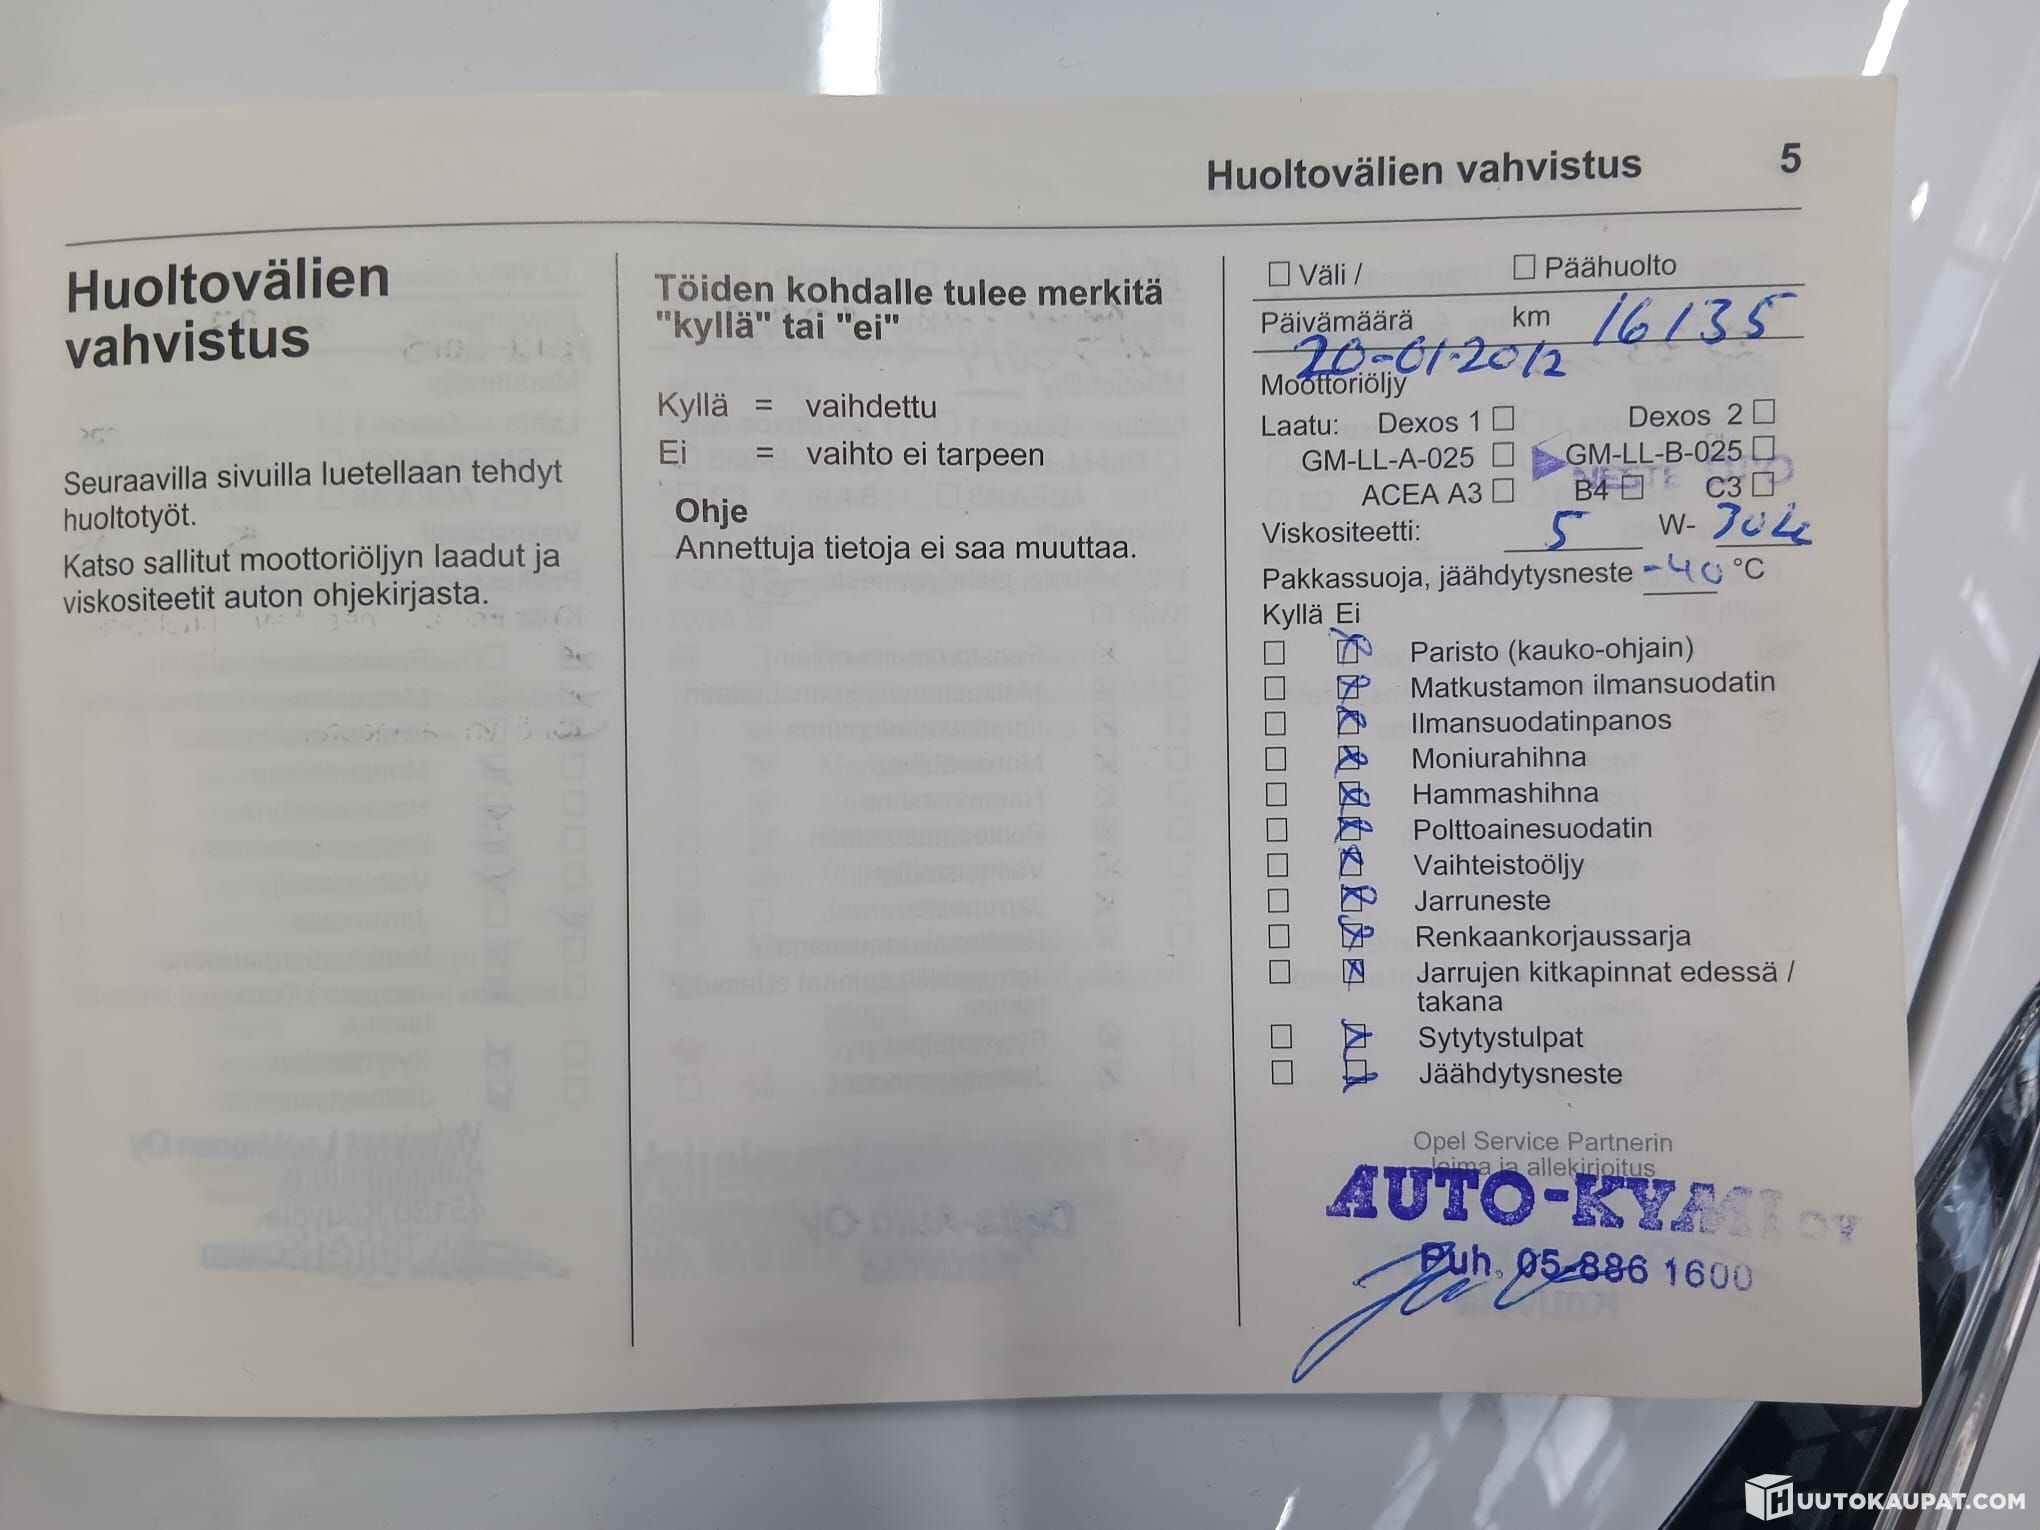 Huoltovälien vahvistus 5
Huoltovälien
vahvistus
Seuraavilla sivuilla luetellaan tehdyt
huoltotyöt.
Katso sallitut moottoriöljyn laadut ja
viskositeetit auton ohjekirjasta.
Töiden kohdalle tulee merkitä
"kyllä" tai "ei"
Kyllä = vaihdettu
Ei = vaihto ei tarpeen
Ohje
Annettuja tietoja ei saa muuttaa.
Väli / Päähuolto
Päivämäärä km 16135
20-01-2012
Moottoriöljy
Laatu: Dexos 1 Dexos 2
GM-LL-A-025 GM-LL-B-025
NESTE
ACEA A3 B4 C3
Viskositeetti: 5 W- 30
Pakkassuoja, jäähdytysneste -40 °C
Kyllä Ei
Paristo (kauko-ohjain)
Matkustamon ilmansuodatin
Ilmansuodatinpanos
Moniurahihna
Hammashihna
Polttoainesuodatin
Vaihteistoöljy
Jarruneste
Renkaankorjaussarja
Jarrujen kitkapinnat edessä /
takana
Sytytystulpat
Jäähdytysneste
Opel Service Partnerin
leima ja allekirjoitus
AUTO-KYMI OY
Puh. 05-886 1600
HUUTOKAUPAT.COM